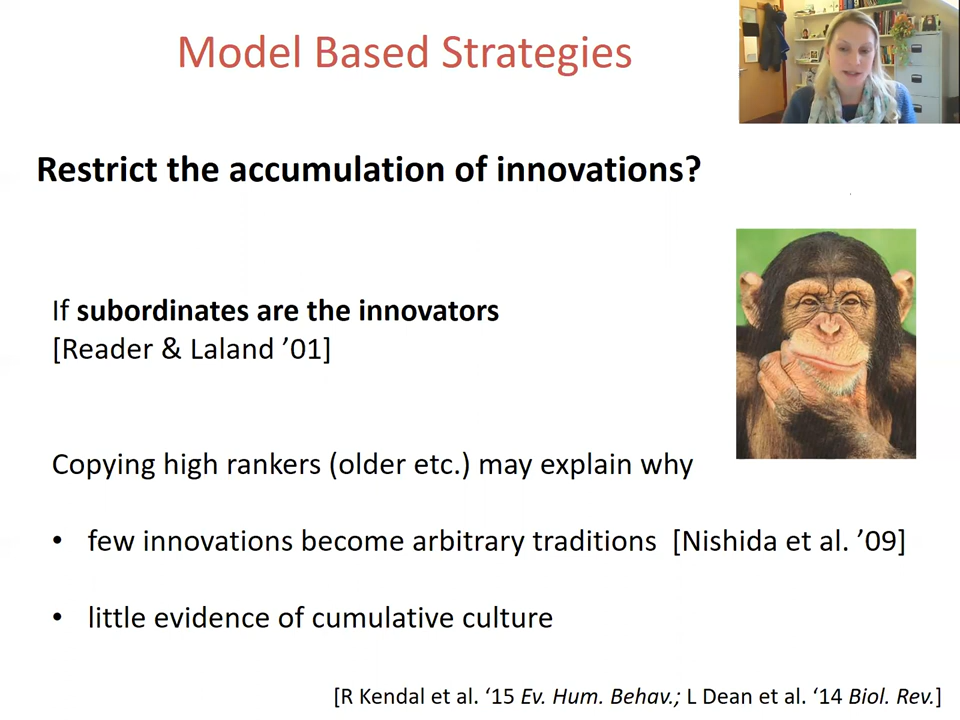 Model Based Strategies
Restrict the accumulation of innovations?
If subordinates are the innovators
[Reader & Laland ’01]
Copying high rankers (older etc.) may explain why
• few innovations become arbitrary traditions [Nishida et al. ’09]
• little evidence of cumulative culture
[R Kendal et al. ‘15 Ev. Hum. Behav.; L Dean et al. ‘14 Biol. Rev.]